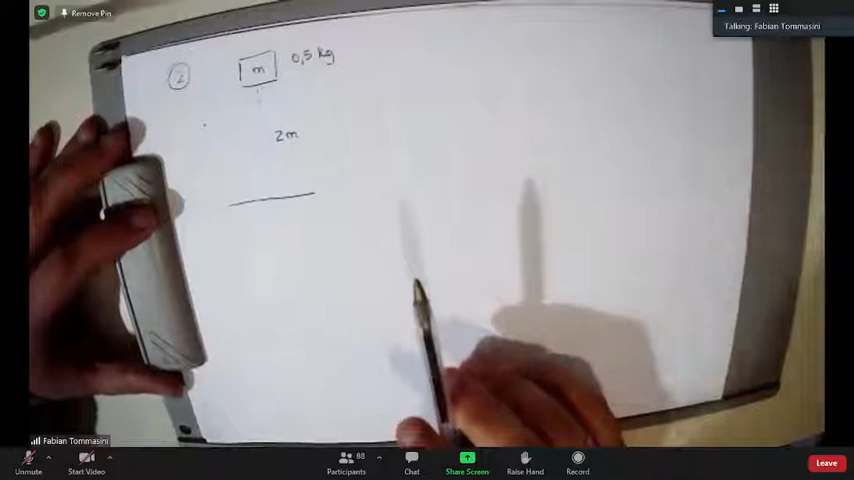 Remove Pin
Talking: Fabian Tommasini
2 m 0,5 kg
2m
Fabian Tommasini
Unmute Start Video Participants 88 Chat Share Screen Raise Hand Record Leave